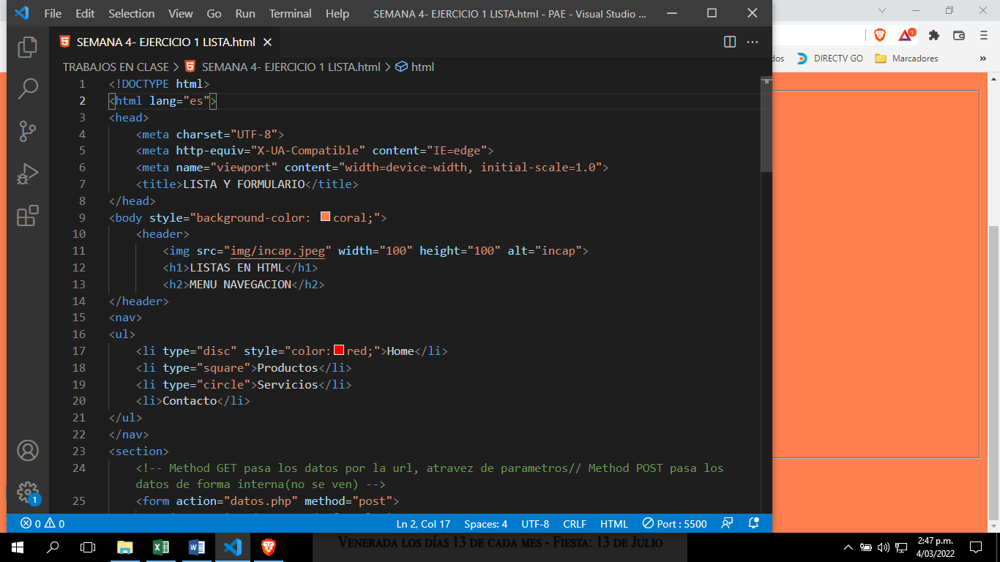 File Edit Selection View Go Run Terminal Help SEMANA 4- EJERCICIO 1 LISTA.html - PAE - Visual Studio ...
SEMANA 4- EJERCICIO 1 LISTA.html
TRABAJOS EN CLASE > SEMANA 4- EJERCICIO 1 LISTA.html > html
1 <!DOCTYPE html>
2 <html lang="es">
3 <head>
4 <meta charset="UTF-8">
5 <meta http-equiv="X-UA-Compatible" content="IE=edge">
6 <meta name="viewport" content="width=device-width, initial-scale=1.0">
7 <title>LISTA Y FORMULARIO</title>
8 </head>
9 <body style="background-color: coral;">
10 <header>
11 <img src="img/incap.jpeg" width="100" height="100" alt="incap">
12 <h1>LISTAS EN HTML</h1>
13 <h2>MENU NAVEGACION</h2>
14 </header>
15 <nav>
16 <ul>
17 <li type="disc" style="color:red;">Home</li>
18 <li type="square">Productos</li>
19 <li type="circle">Servicios</li>
20 <li>Contacto</li>
21 </ul>
22 </nav>
23 <section>
24 <!-- Method GET pasa los datos por la url, atravez de parametros// Method POST pasa los
datos de forma interna(no se ven) -->
25 <form action="datos.php" method="post">
1
0 0 Ln 2, Col 17 Spaces: 4 UTF-8 CRLF HTML Port : 5500
1
dos DIRECTV GO Marcadores »
VENERADA LOS DÍAS 13 DE CADA MES - FIESTA: 13 DE JULIO
2:47 p.m.
4/03/2022